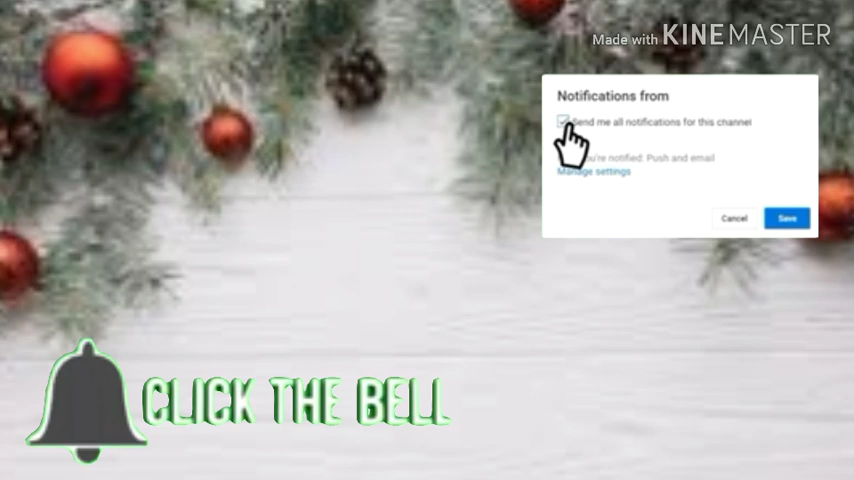 Made with KINEMASTER
Notifications from
Send me all notifications for this channel
you're notified: Push and email
Manage settings
Cancel Save
CLICK THE BELL